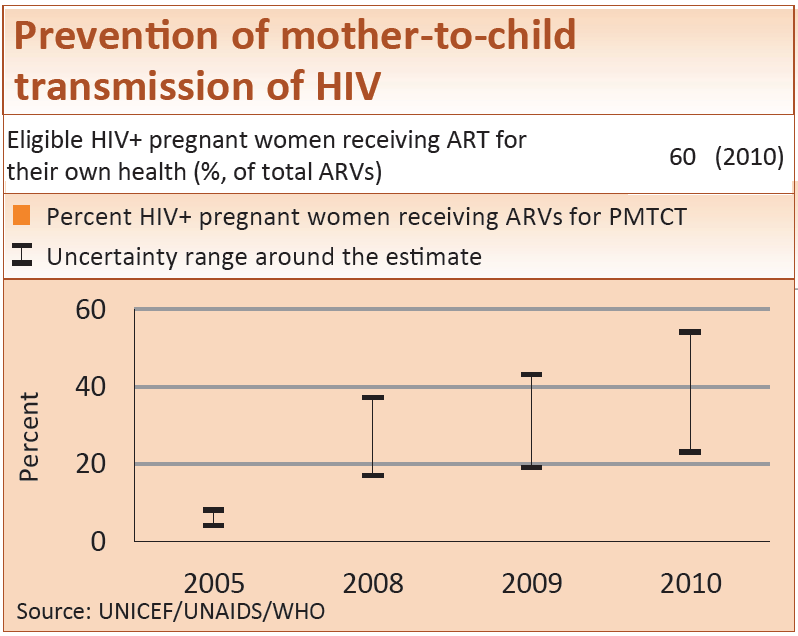 Prevention of mother-to-child
transmission of HIV
Eligible HIV+ pregnant women receiving ART for
their own health (%, of total ARVs)
60 (2010)
Percent HIV+ pregnant women receiving ARVs for PMTCT
Uncertainty range around the estimate
60
40
20
0
Percent
2005 2008 2009 2010
Source: UNICEF/UNAIDS/WHO